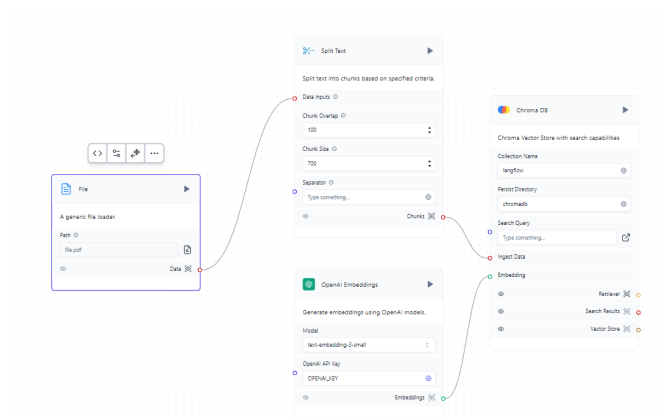 File
A generic file loader.
Path
file.pdf
Data
Split Text
Split text into chunks based on specified criteria.
Data Inputs
Chunk Overlap
100
Chunk Size
700
Separator
Type something...
Chunks
OpenAI Embeddings
Generate embeddings using OpenAI models.
Model
text-embedding-3-small
OpenAI API Key
OPENAI_KEY
Embeddings
Chroma DB
Chroma Vector Store with search capabilities
Collection Name
langflow
Persist Directory
chromadb
Search Query
Type something...
Ingest Data
Embedding
Retriever
Search Results
Vector Store